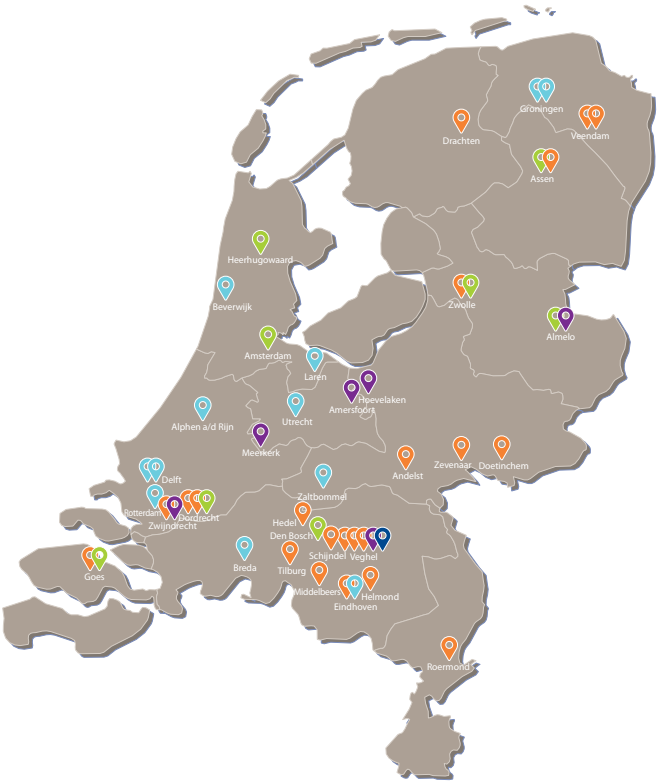 Groningen
Veendam
Drachten
Assen
Heerhugowaard
Zwolle
Beverwijk
Almelo
Amsterdam
Laren
Hoevelaken
Amersfoort
Utrecht
Alphen a/d Rijn
Meerkerk
Zevenaar
Doetinchem
Andelst
Delft
Zaltbommel
Rotterdam
Dordrecht
Zwijndrecht
Hedel
Den Bosch
Schijndel
Veghel
Breda
Tilburg
Goes
Middelbeers
Helmond
Eindhoven
Roermond